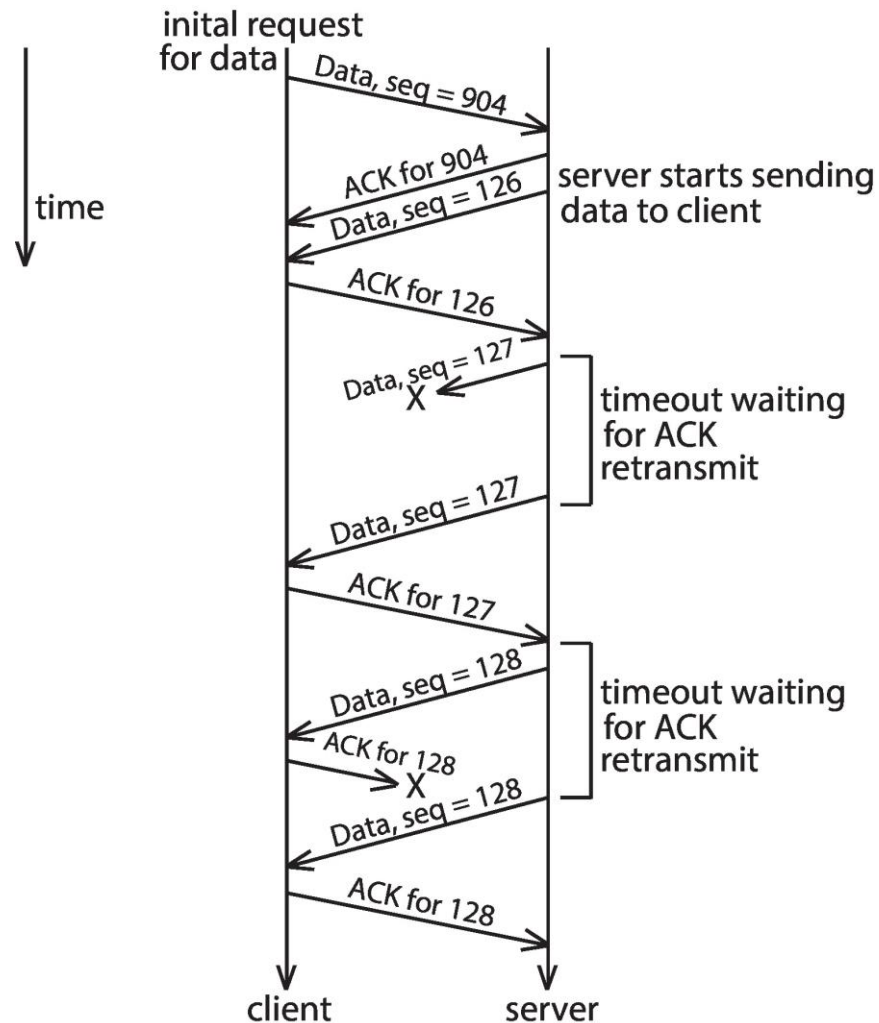 inital request
for data
Data, seq = 904
ACK for 904
Data, seq = 126
server starts sending
data to client
time
ACK for 126
Data, seq = 127
X
timeout waiting
for ACK
retransmit
Data, seq = 127
ACK for 127
Data, seq = 128
timeout waiting
for ACK
retransmit
ACK for 128
X
Data, seq = 128
ACK for 128
client
server